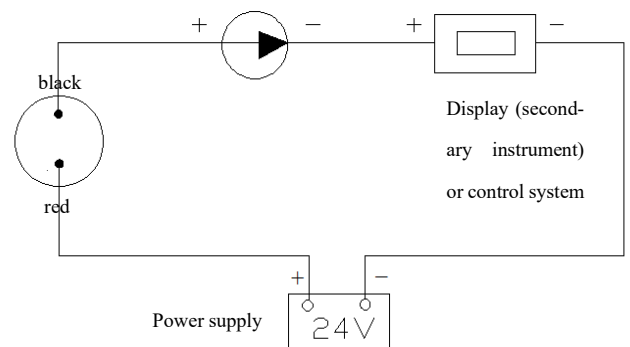 + − + −
black
Display (second-
ary instrument)
or control system
red
+ −
Power supply
24V